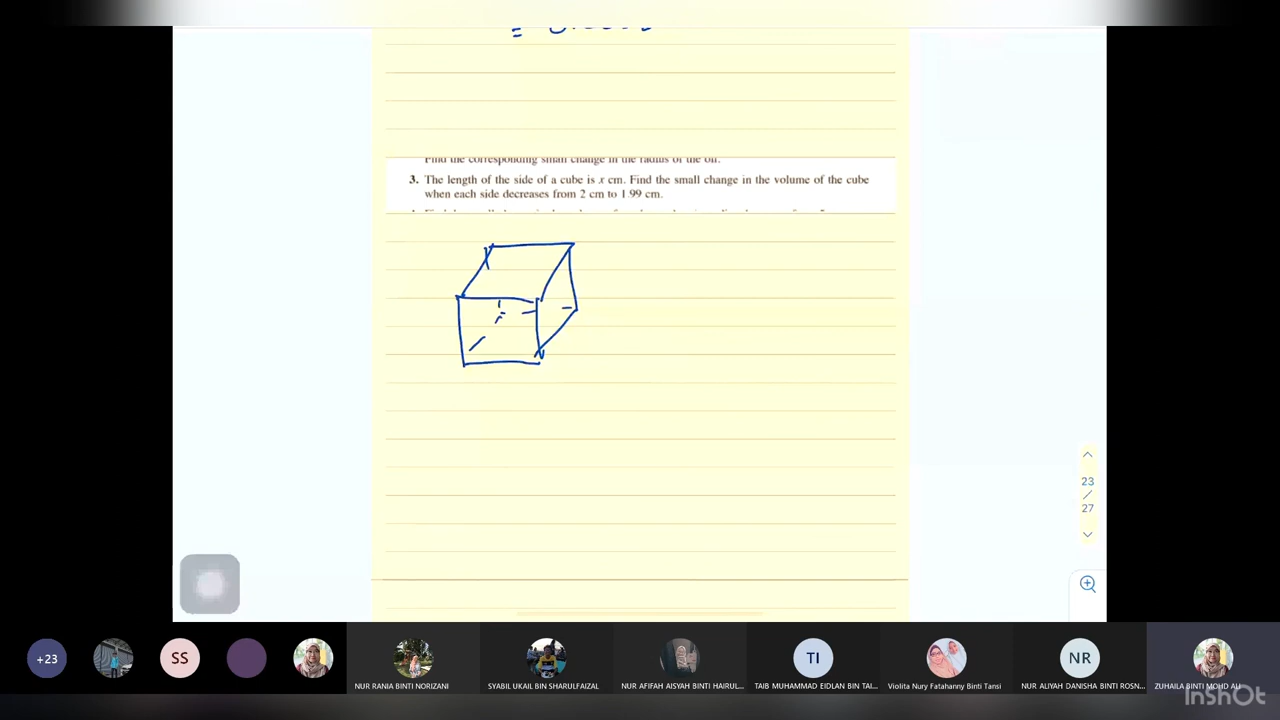 Find the corresponding small change in the radius of the oil.
3. The length of the side of a cube is x cm. Find the small change in the volume of the cube
when each side decreases from 2 cm to 1.99 cm.
23
/
27
+23
SS
TI
NR
NUR RANIA BINTI NORIZANI
SYABIL UKAIL BIN SHARULFAIZAL
NUR AFIFAH AISYAH BINTI HAIRUL...
TAIB MUHAMMAD EIDLAN BIN TAI...
Violita Nury Fatahanny Binti Tansi
NUR ALIYAH DANISHA BINTI ROSN...
ZUHAILA BINTI MOHD ALI
InShOt